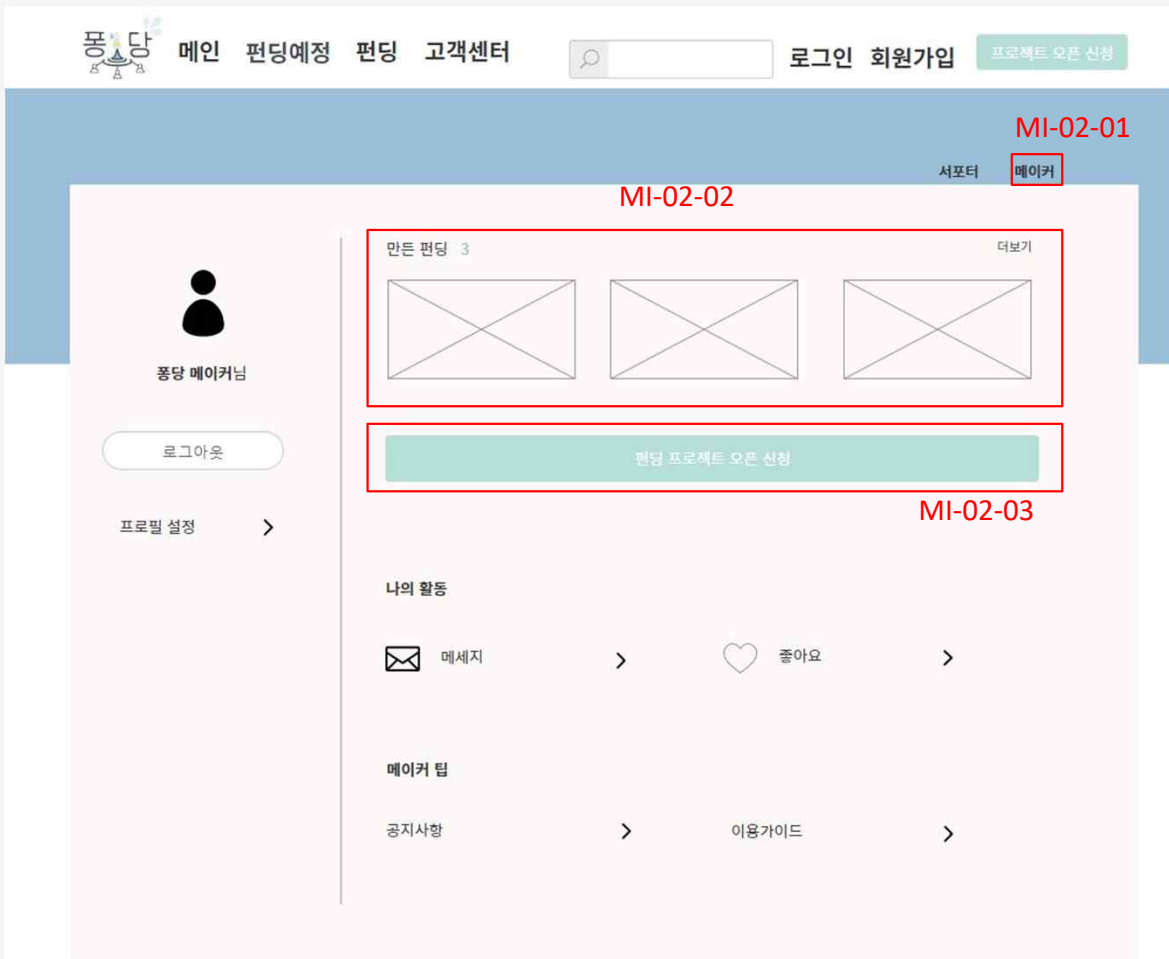 퐁당 메인 펀딩예정 펀딩 고객센터 로그인 회원가입 프로젝트 오픈 신청
MI-02-01
서포터 메이커
MI-02-02
만든 펀딩 3 더보기
퐁당 메이커님
로그아웃
펀딩 프로젝트 오픈 신청
MI-02-03
프로필 설정
나의 활동
메세지 좋아요
메이커 팁
공지사항 이용가이드